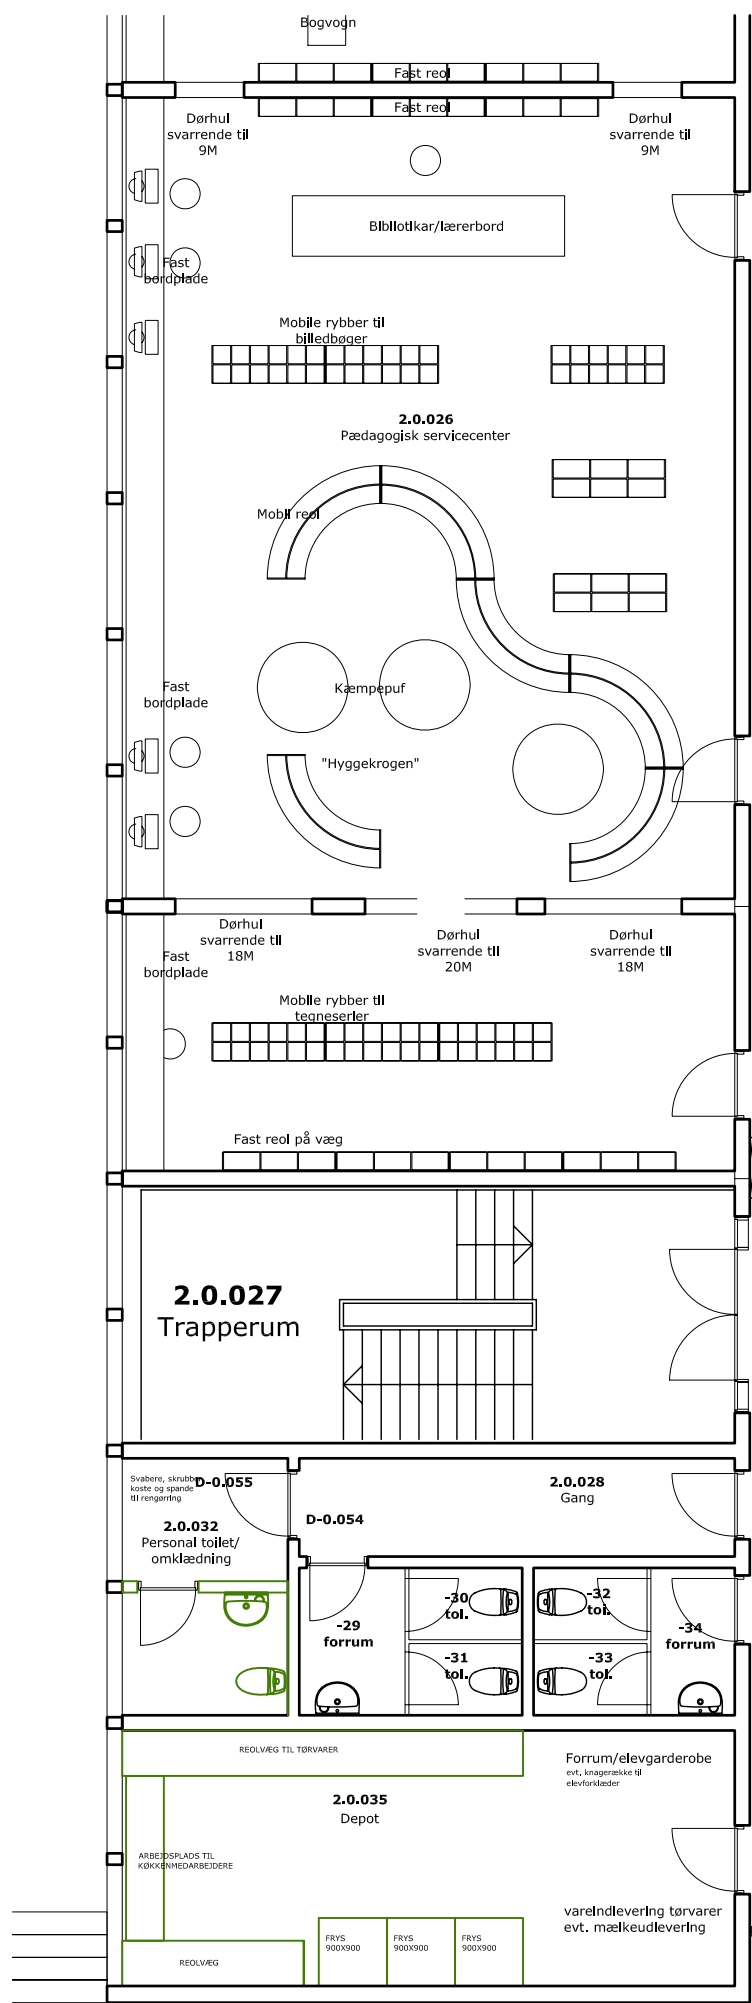 Bogvogn
Fast reol
Fast reol
Dørhul
svarrende til
9M
Dørhul
svarrende til
9M
Bibliotikar/lærerbord
Fast
bordplade
Mobile rybber til
billedbøger
2.0.026
Pædagogisk servicecenter
Mobil reol
Fast
bordplade
Kæmpepuf
"Hyggekrogen"
Dørhul
svarrende til
18M
Dørhul
svarrende til
20M
Dørhul
svarrende til
18M
Fast
bordplade
Mobile rybber til
tegneserier
Fast reol på væg
2.0.027
Trapperum
Svabere, skrubber
koste og spande
til rengøring
D-0.055
2.0.028
Gang
D-0.054
2.0.032
Personal toilet/
omklædning
-29
forrum
-30
toi.
-31
toi.
-32
toi.
-33
toi.
-34
forrum
REOLVÆG TIL TØRVARER
Forrum/elevgarderobe
evt. knagerække til
elevforklæder
2.0.035
Depot
ARBEJDSPLADS TIL
KØKKENMEDARBEJDERE
vareindlevering tørvarer
evt. mælkeudlevering
REOLVÆG
FRYS
900X900
FRYS
900X900
FRYS
900X900